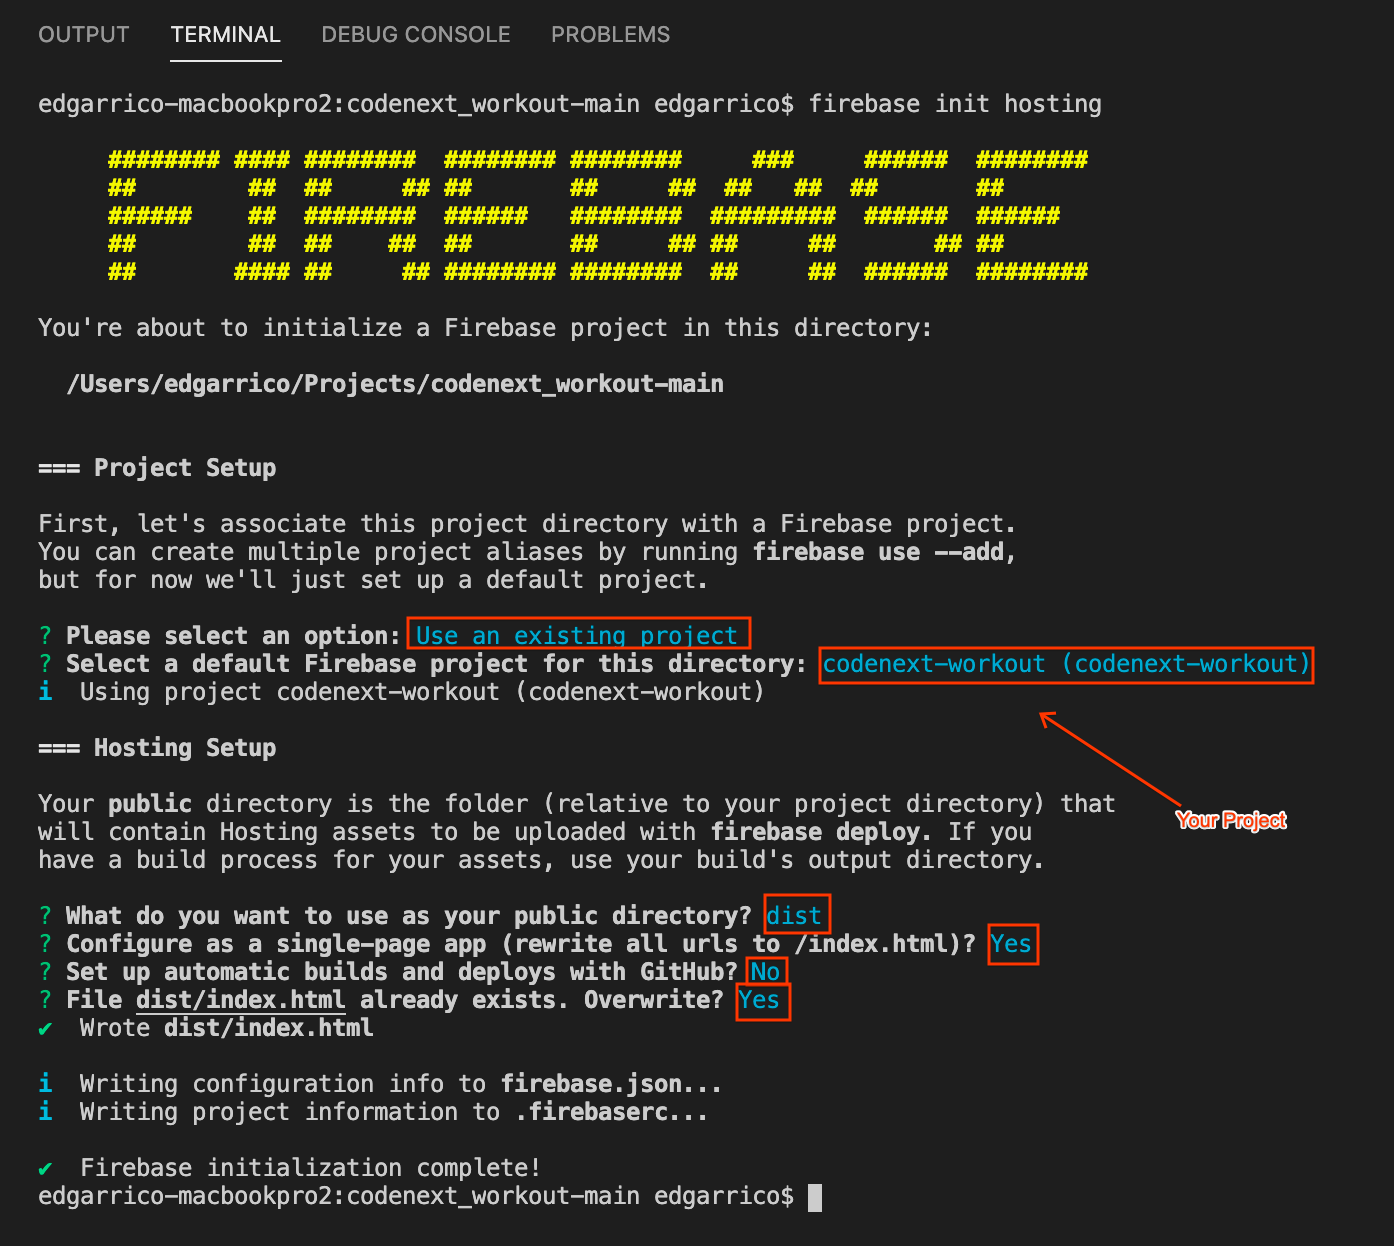 OUTPUT TERMINAL DEBUG CONSOLE PROBLEMS
edgarrico-macbookpro2:codenext_workout-main edgarrico$ firebase init hosting
######## #### ######## ######## ######## ### ###### ########
## ## ## ## ## ## ## ## ## ## ##
###### ## ######## ###### ######## ######### ###### ######
## ## ## ## ## ## ## ## ## ## ##
## #### ## ## ######## ######## ## ## ###### ########
You're about to initialize a Firebase project in this directory:
/Users/edgarrico/Projects/codenext_workout-main
=== Project Setup
First, let's associate this project directory with a Firebase project.
You can create multiple project aliases by running firebase use --add,
but for now we'll just set up a default project.
? Please select an option: Use an existing project
? Select a default Firebase project for this directory: codenext-workout (codenext-workout)
i Using project codenext-workout (codenext-workout)
=== Hosting Setup
Your public directory is the folder (relative to your project directory) that
Your Project
will contain Hosting assets to be uploaded with firebase deploy. If you
have a build process for your assets, use your build's output directory.
? What do you want to use as your public directory? dist
? Configure as a single-page app (rewrite all urls to /index.html)? Yes
? Set up automatic builds and deploys with GitHub? No
? File dist/index.html already exists. Overwrite? Yes
✔ Wrote dist/index.html
i Writing configuration info to firebase.json...
i Writing project information to .firebaserc...
✔ Firebase initialization complete!
edgarrico-macbookpro2:codenext_workout-main edgarrico$